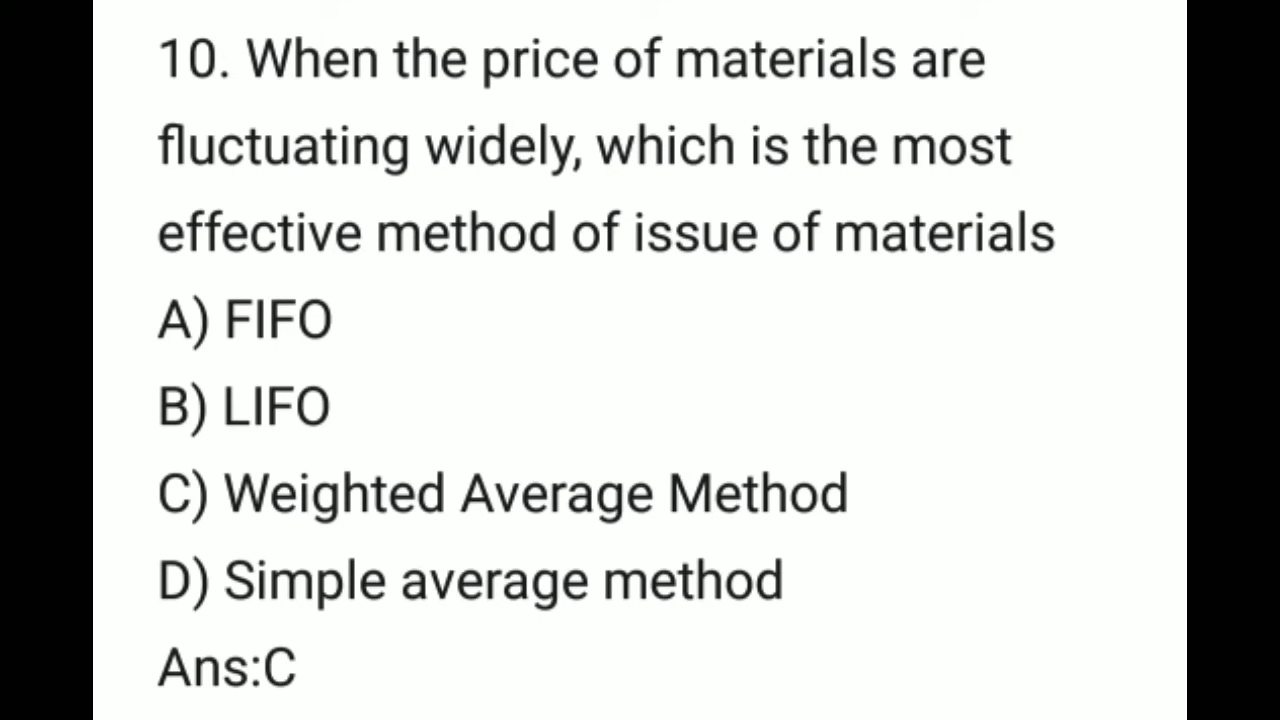 10. When the price of materials are
fluctuating widely, which is the most
effective method of issue of materials
A) FIFO
B) LIFO
C) Weighted Average Method
D) Simple average method
Ans:C